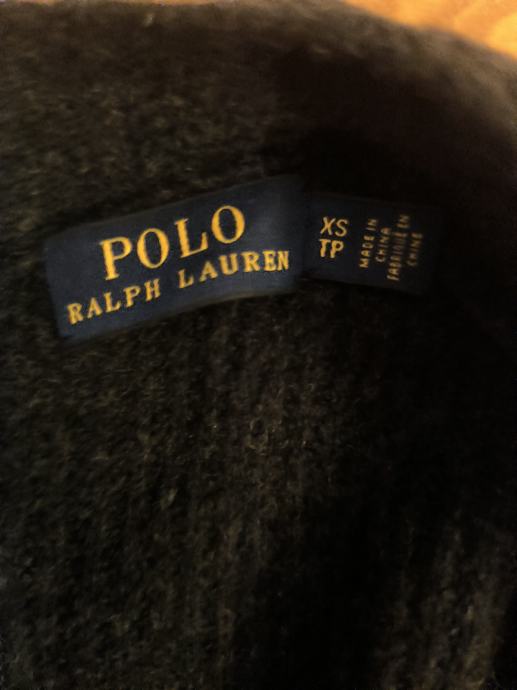 POLO
RALPH LAUREN
XS
TP
MADE IN
CHINA
FABRIQUÉ EN
CHINE